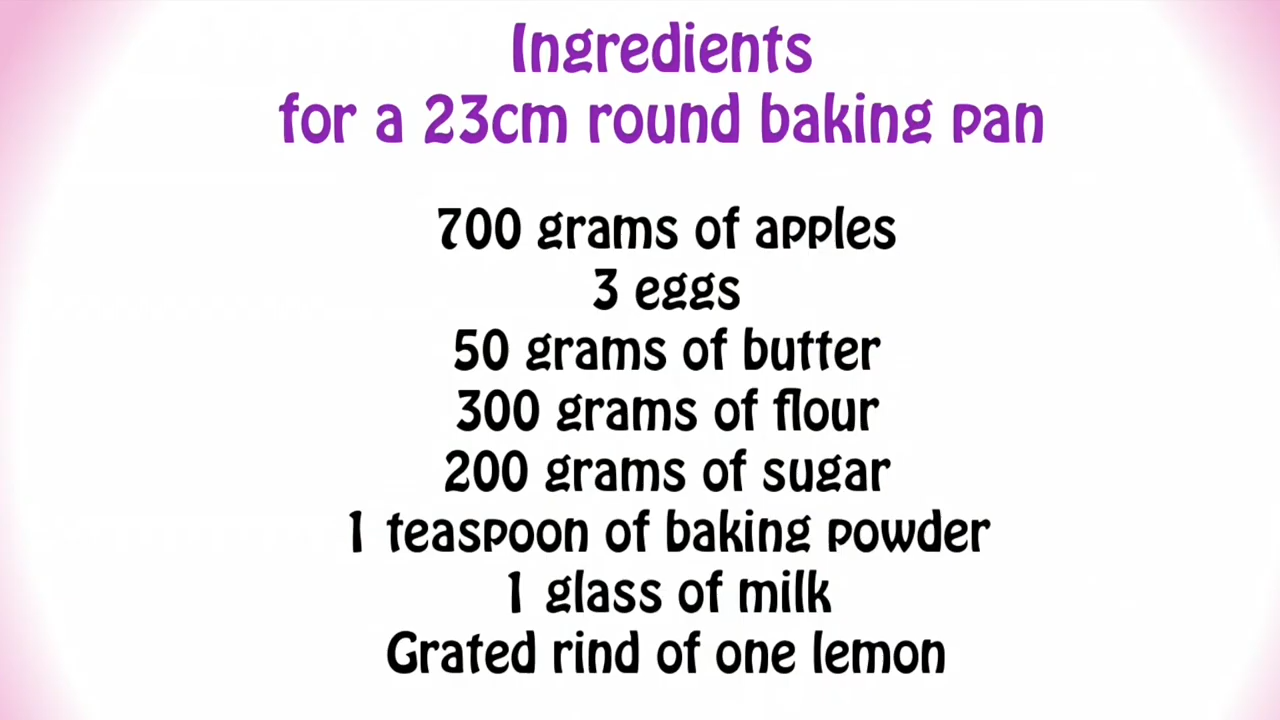 Ingredients
for a 23cm round baking pan
700 grams of apples
3 eggs
50 grams of butter
300 grams of flour
200 grams of sugar
1 teaspoon of baking powder
1 glass of milk
Grated rind of one lemon